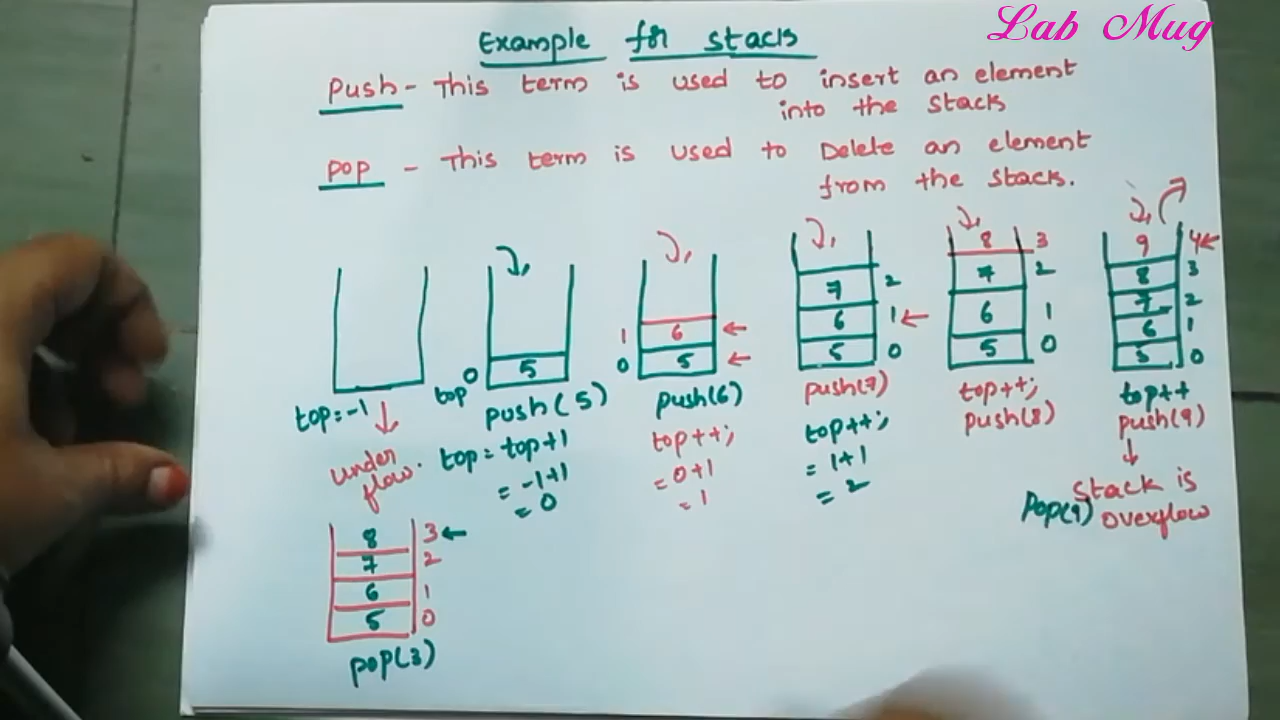 Lab Mug
Example for stack
push - This term is used to insert an element
into the stack
pop - This term is used to Delete an element
from the stack.
top=-1
under
flow.
5
0
top
push(5)
top = top+1
= -1+1
= 0
1 6
0 5
push(6)
top++;
= 0+1
= 1
7 2
6 1
5 0
push(7)
top++;
= 1+1
= 2
8 3
7 2
6 1
5 0
top++;
push(8)
9 4
8 3
7 2
6 1
5 0
top++
push(9)
Stack is
overflow
Pop(9)
8 3
7 2
6 1
5 0
pop(3)